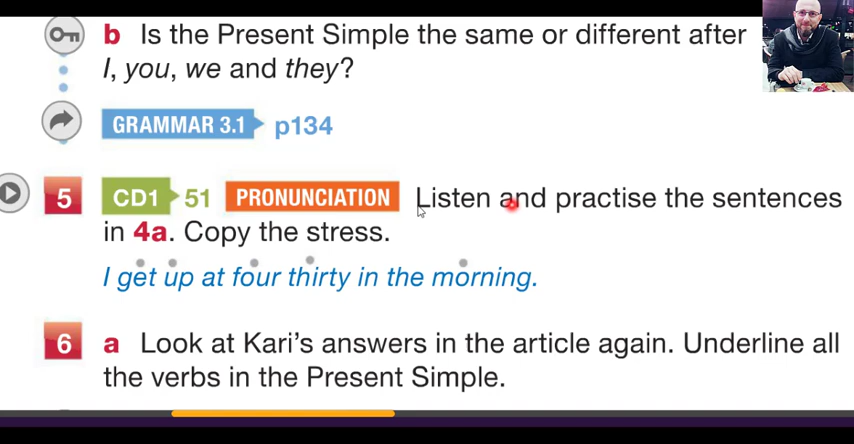 b Is the Present Simple the same or different after
I, you, we and they?
GRAMMAR 3.1 p134
5 CD1 51 PRONUNCIATION Listen and practise the sentences
in 4a. Copy the stress.
I get up at four thirty in the morning.
6 a Look at Kari's answers in the article again. Underline all
the verbs in the Present Simple.